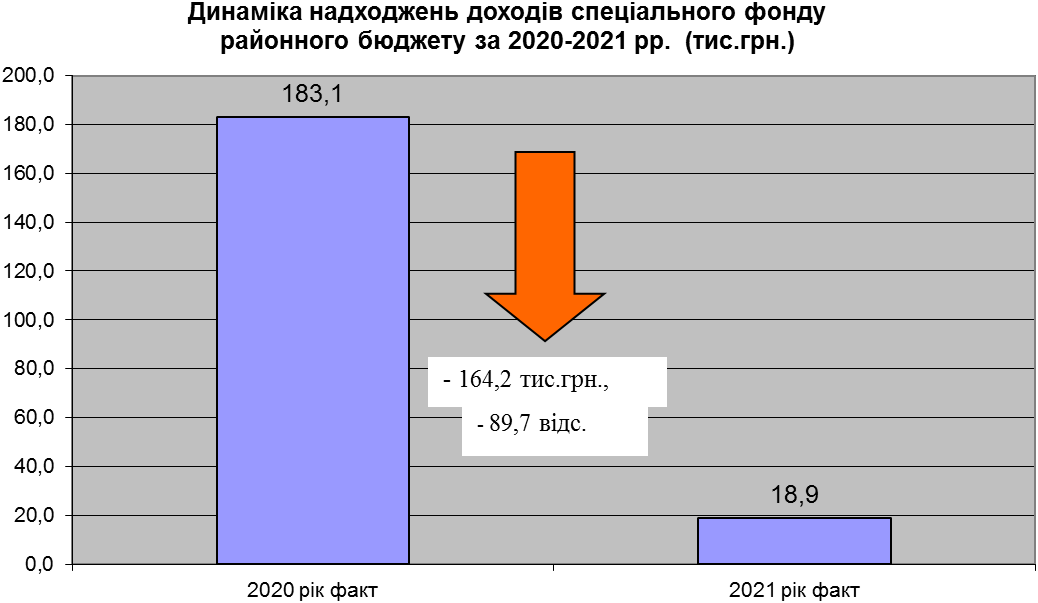 Динаміка надходжень доходів спеціального фонду
районного бюджету за 2020-2021 рр. (тис.грн.)
200,0
180,0
160,0
140,0
120,0
100,0
80,0
60,0
40,0
20,0
0,0
183,1
- 164,2 тис.грн.,
- 89,7 відс.
18,9
2020 рік факт
2021 рік факт